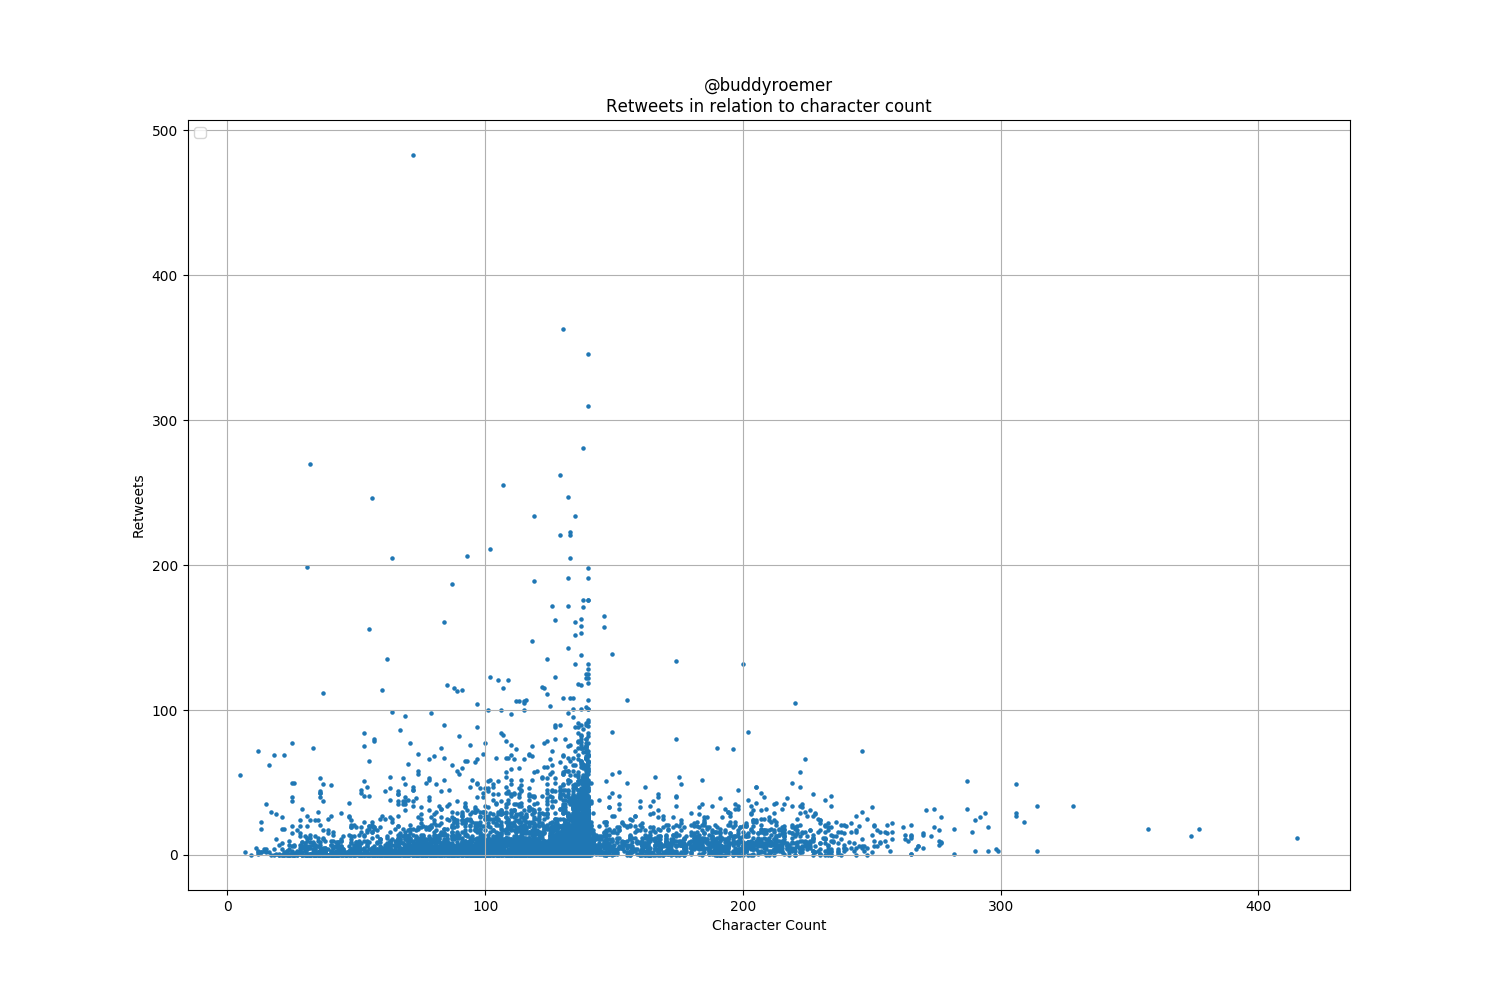 @buddyroemer
Retweets in relation to character count
500
400
300
200
100
0
Retweets
0 100 200 300 400
Character Count